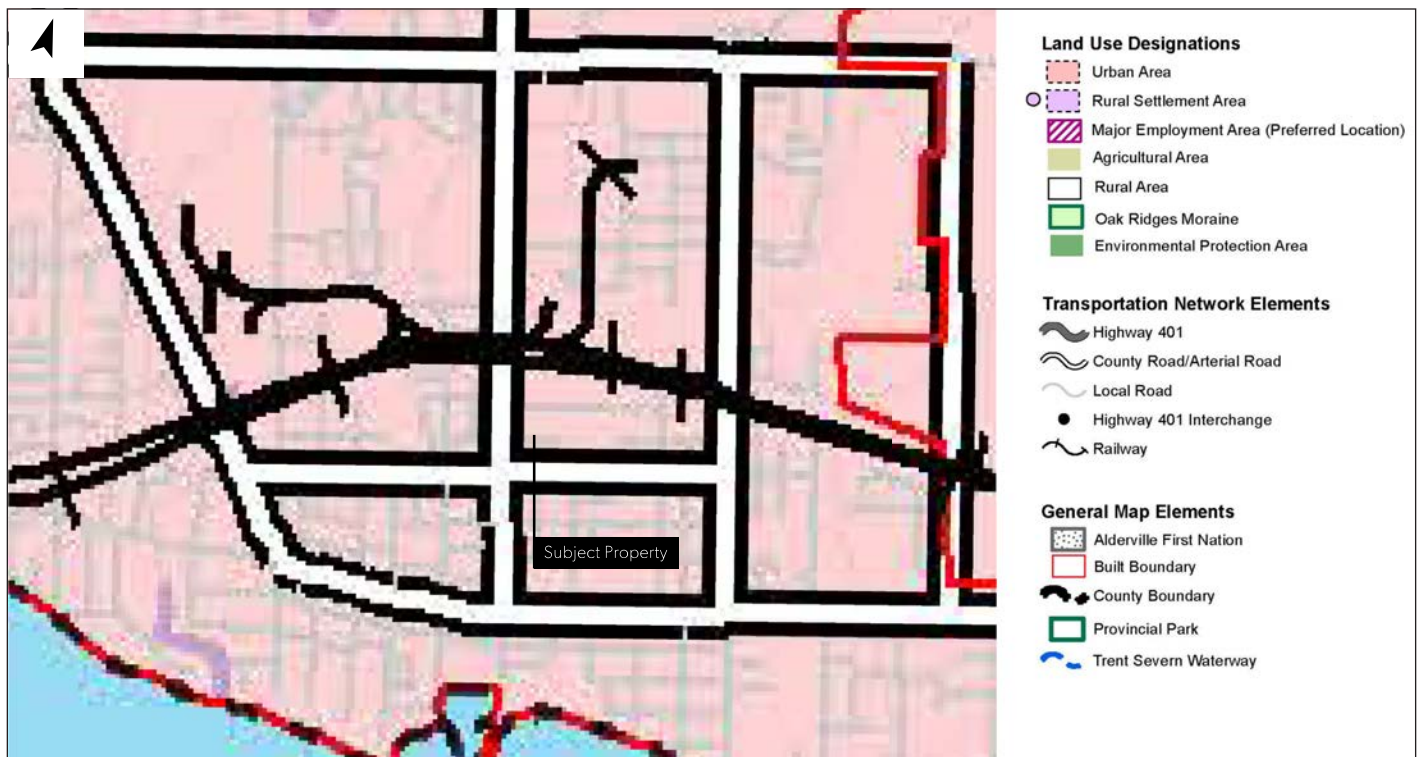 Subject Property
Land Use Designations
Urban Area
Rural Settlement Area
Major Employment Area (Preferred Location)
Agricultural Area
Rural Area
Oak Ridges Moraine
Environmental Protection Area
Transportation Network Elements
Highway 401
County Road/Arterial Road
Local Road
Highway 401 Interchange
Railway
General Map Elements
Alderville First Nation
Built Boundary
County Boundary
Provincial Park
Trent Severn Waterway